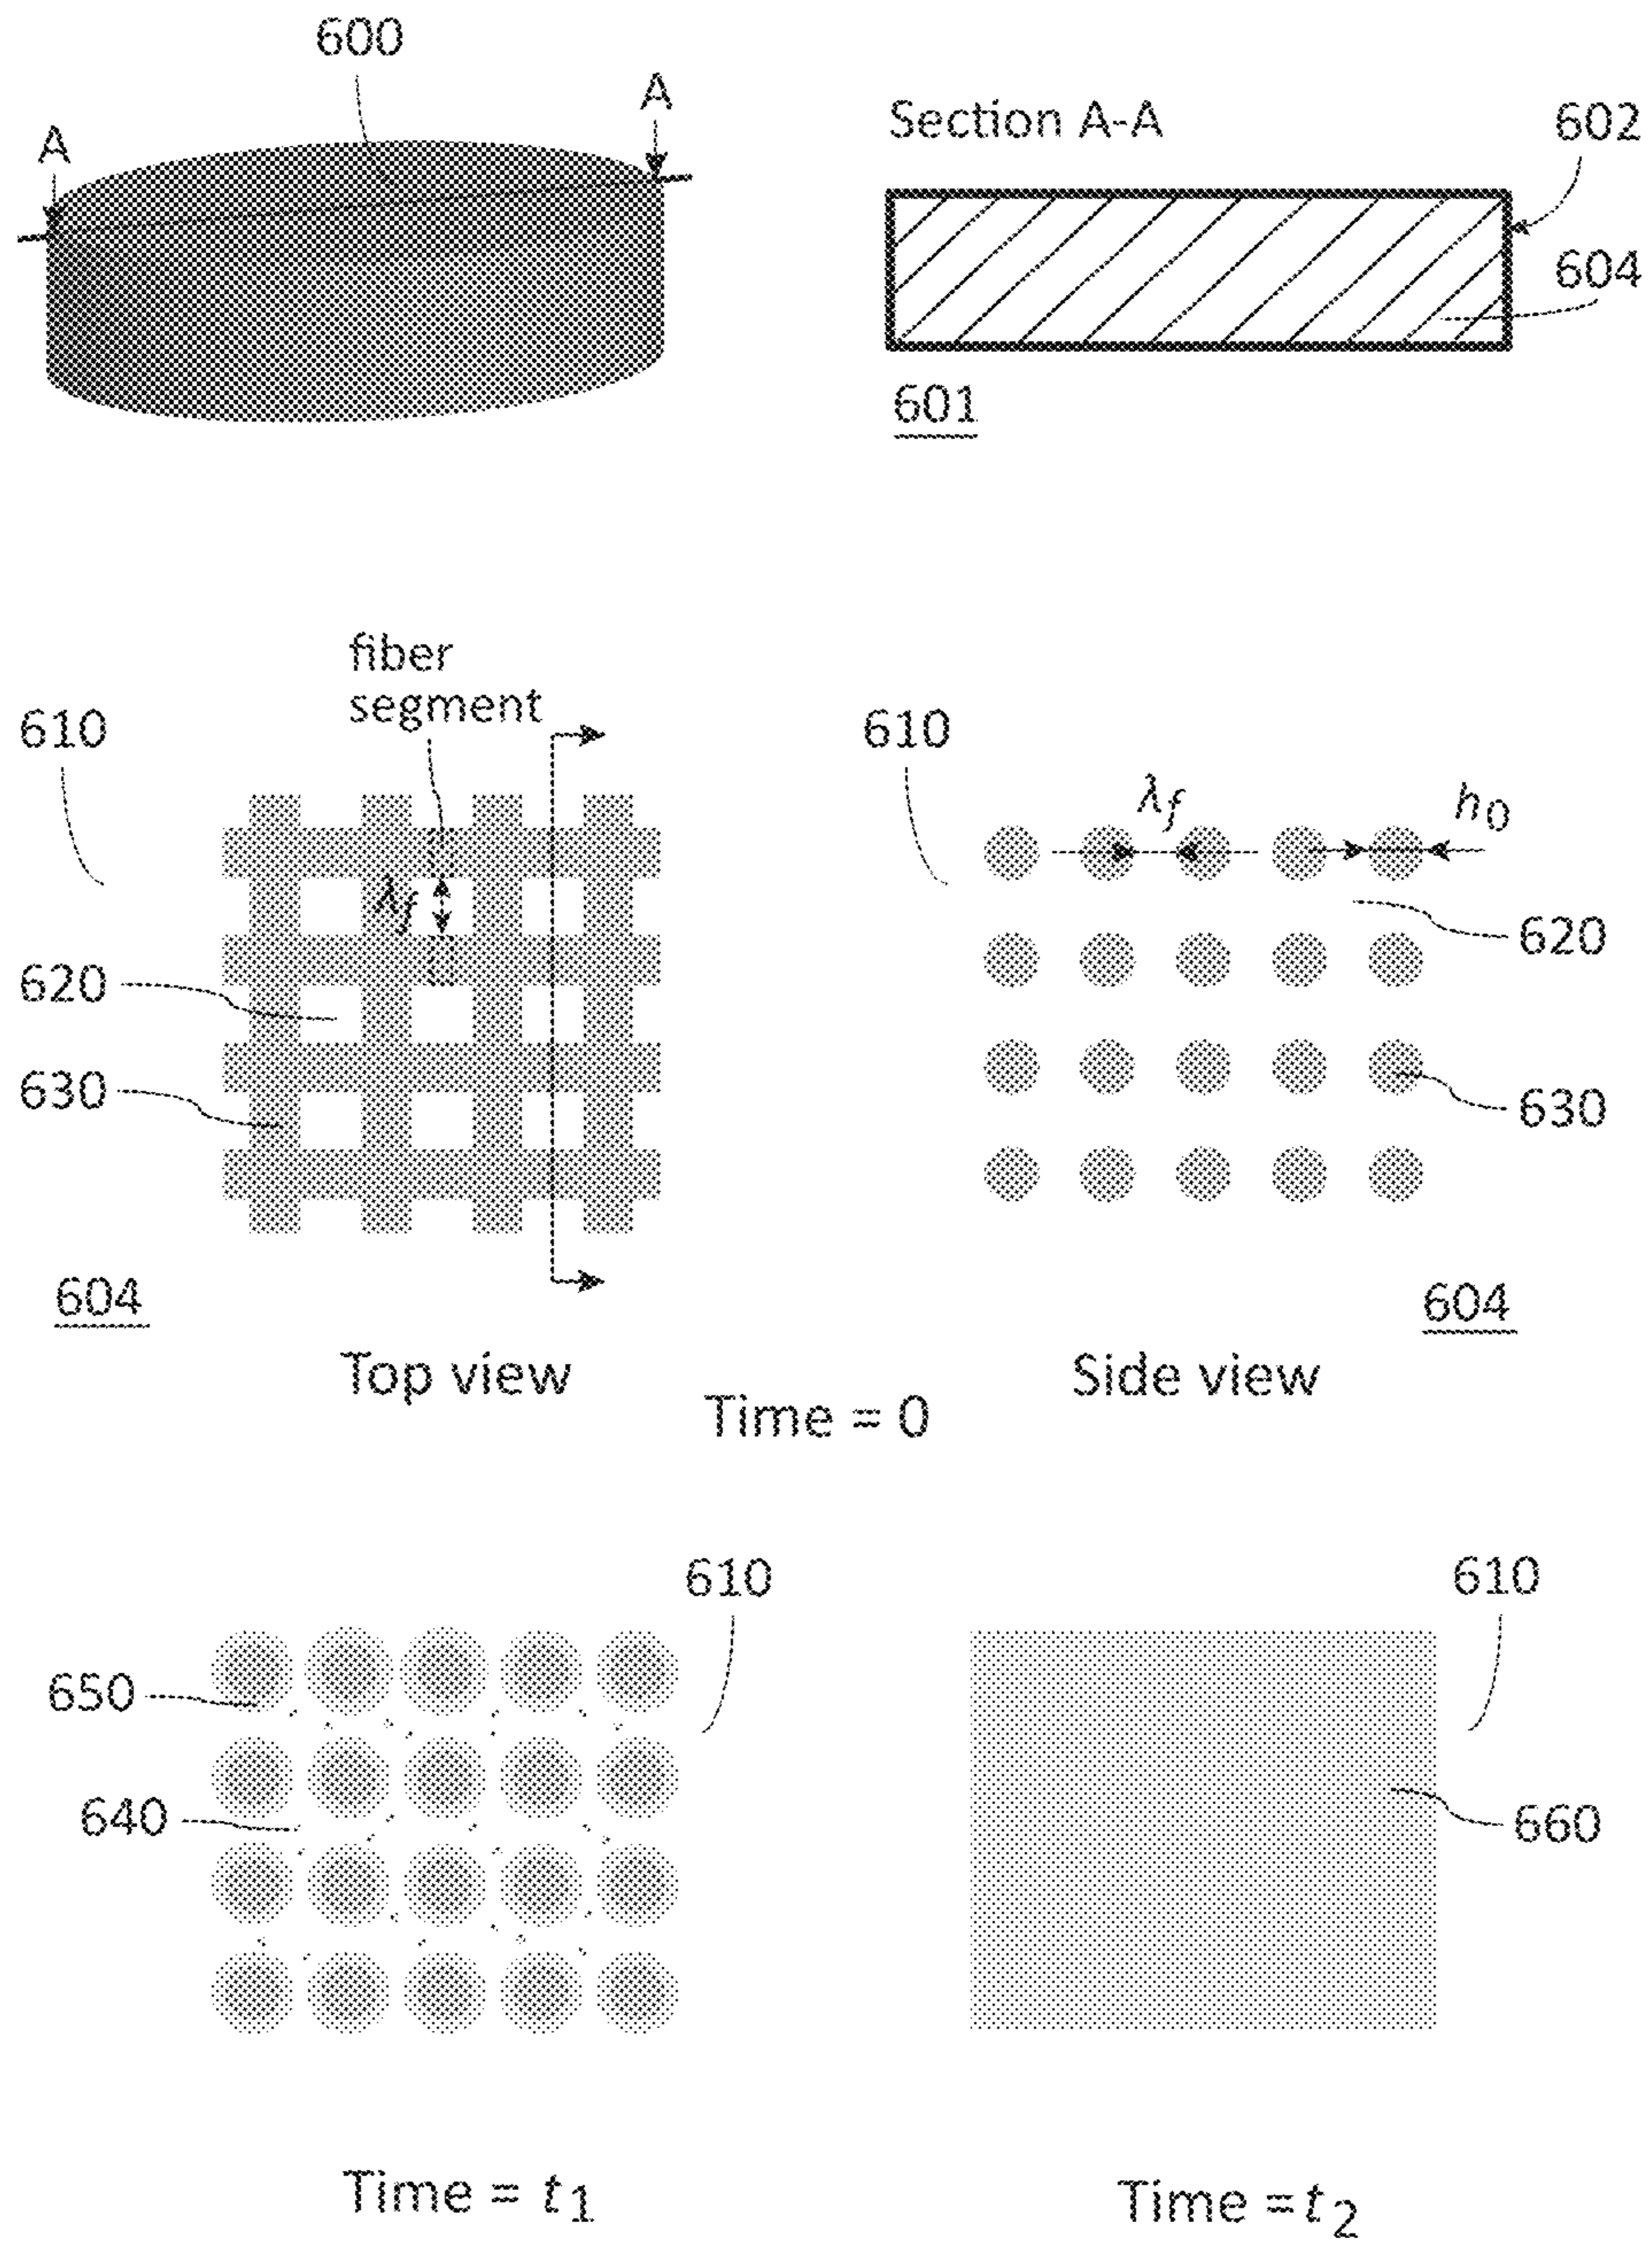 600
A
A
Section A-A
602
604
601
fiber
segment
610
λf
620
630
604
Top view
610
λf
h0
620
630
604
Side view
Time = 0
650
640
610
Time = t1
610
660
Time =t2